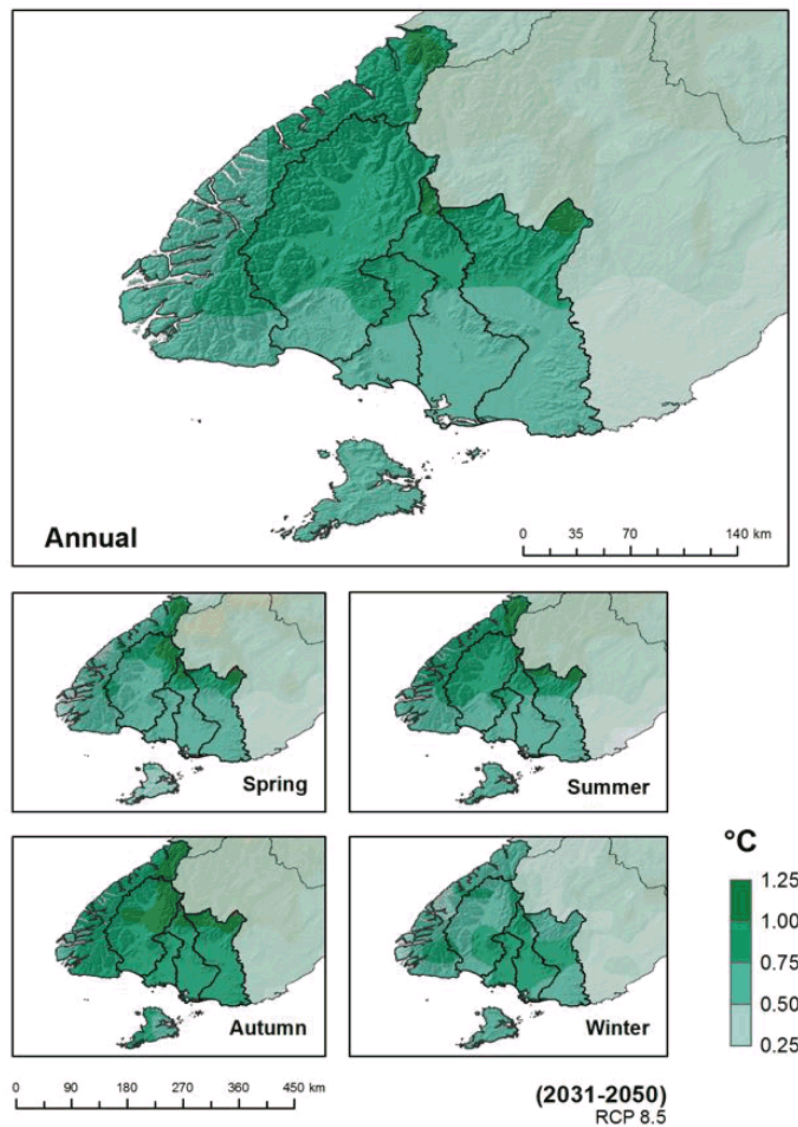 Annual
0 35 70 140 km
Spring
Summer
Autumn
Winter
°C
1.25
1.00
0.75
0.50
0.25
0 90 180 270 360 450 km
(2031-2050)
RCP 8.5